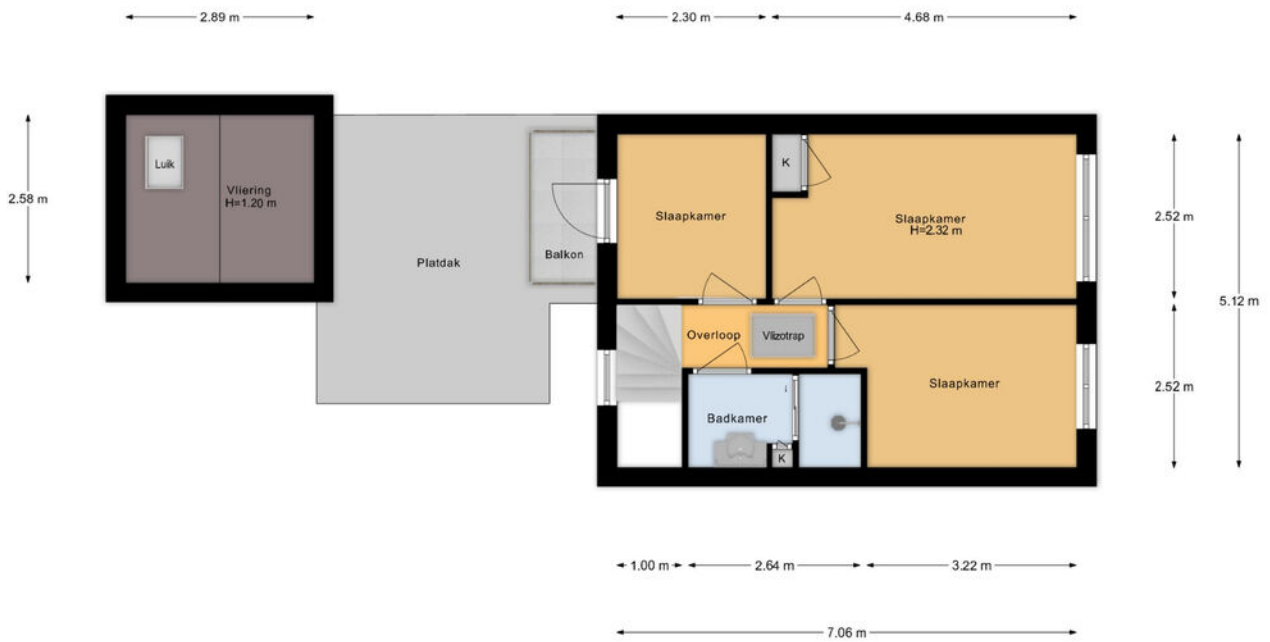 2.89 m
2.30 m
4.68 m
2.58 m
Luik
Vliering
H=1.20 m
Platdak
Balkon
Slaapkamer
K
Slaapkamer
H=2.32 m
2.52 m
5.12 m
Overloop
Vlizotrap
Slaapkamer
2.52 m
Badkamer
K
1.00 m
2.64 m
3.22 m
7.06 m